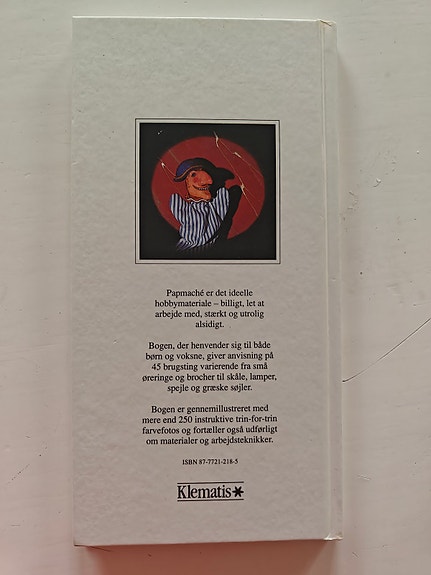 Papmaché er det ideelle
hobbymateriale – billigt, let at
arbejde med, stærkt og utrolig
alsidigt.
Bogen, der henvender sig til både
børn og voksne, giver anvisning på
45 brugsting varierende fra små
øreringe og brocher til skåle, lamper,
spejle og græske søjler.
Bogen er gennemillustreret med
mere end 250 instruktive trin-for-trin
farvefotos og fortæller også udførligt
om materialer og arbejdsteknikker.
ISBN 87-7721-218-5
Klematis